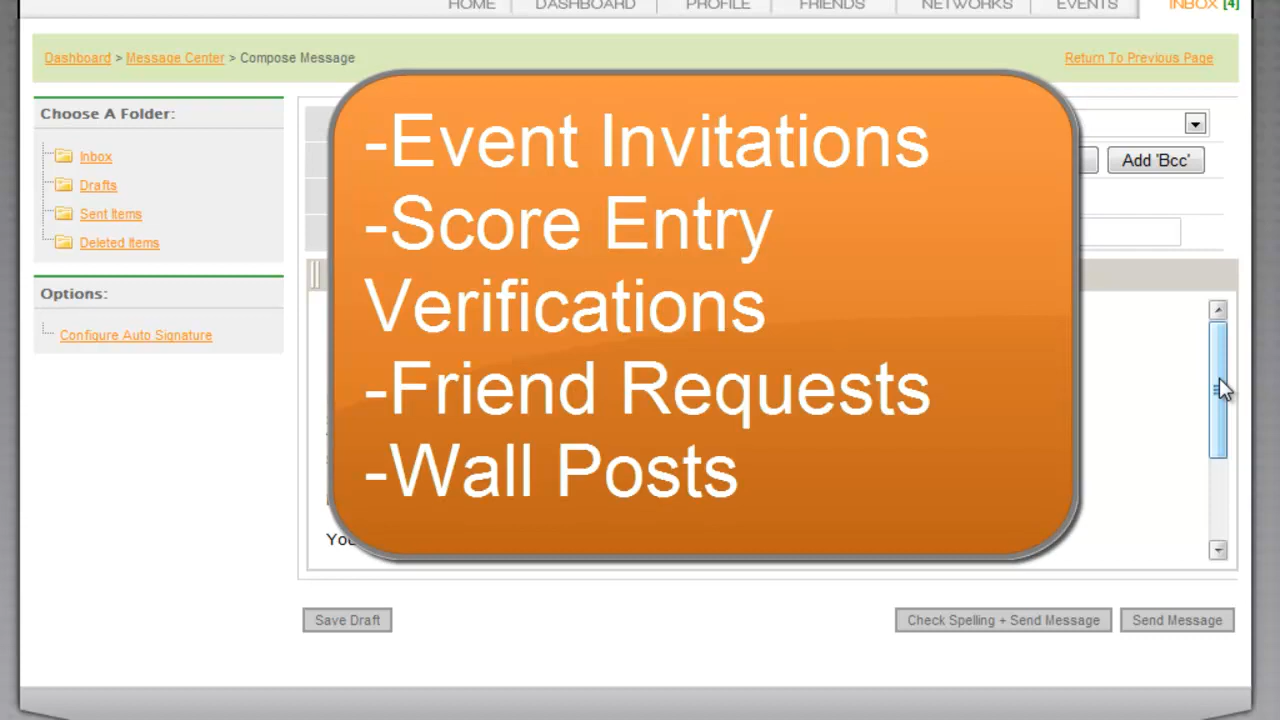 HOME DASHBOARD PROFILE FRIENDS NETWORKS EVENTS INBOX [4]
Dashboard > Message Center > Compose Message
Return To Previous Page
Choose A Folder:
Inbox
Drafts
Sent Items
Deleted Items
Options:
Configure Auto Signature
Add 'Bcc'
-Event Invitations
-Score Entry
Verifications
-Friend Requests
-Wall Posts
Save Draft
Check Spelling + Send Message
Send Message